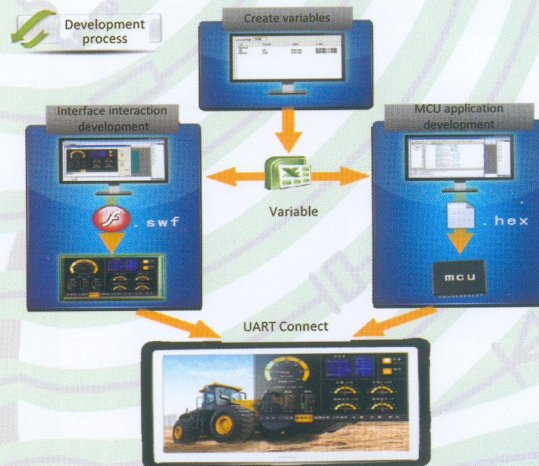 Development
process
Create variables
Interface interaction
development
MCU application
development
.swf
Variable
.hex
mcu
UART Connect